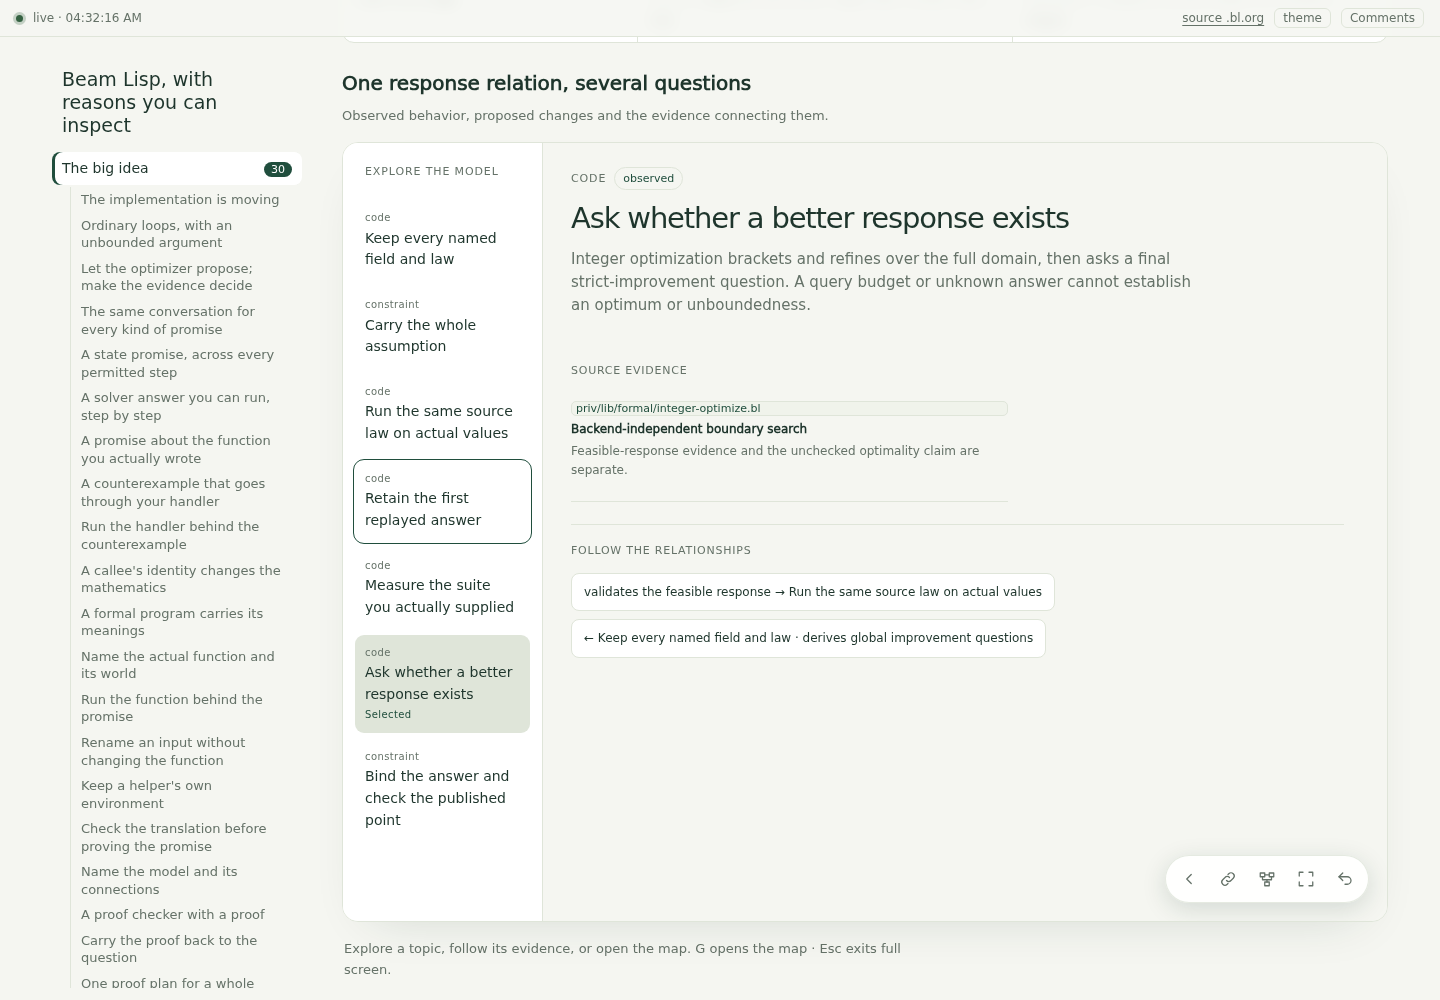 live · 04:32:16 AM
source .bl.org
theme
Comments
Beam Lisp, with
reasons you can
inspect
The big idea
30
The implementation is moving
Ordinary loops, with an
unbounded argument
Let the optimizer propose;
make the evidence decide
The same conversation for
every kind of promise
A state promise, across every
permitted step
A solver answer you can run,
step by step
A promise about the function
you actually wrote
A counterexample that goes
through your handler
Run the handler behind the
counterexample
A callee's identity changes the
mathematics
A formal program carries its
meanings
Name the actual function and
its world
Run the function behind the
promise
Rename an input without
changing the function
Keep a helper's own
environment
Check the translation before
proving the promise
Name the model and its
connections
A proof checker with a proof
Carry the proof back to the
question
One proof plan for a whole
One response relation, several questions
Observed behavior, proposed changes and the evidence connecting them.
EXPLORE THE MODEL
code
Keep every named
field and law
constraint
Carry the whole
assumption
code
Run the same source
law on actual values
code
Retain the first
replayed answer
code
Measure the suite
you actually supplied
code
Ask whether a better
response exists
Selected
constraint
Bind the answer and
check the published
point
CODE
observed
Ask whether a better response exists
Integer optimization brackets and refines over the full domain, then asks a final
strict-improvement question. A query budget or unknown answer cannot establish
an optimum or unboundedness.
SOURCE EVIDENCE
priv/lib/formal/integer-optimize.bl
Backend-independent boundary search
Feasible-response evidence and the unchecked optimality claim are
separate.
FOLLOW THE RELATIONSHIPS
validates the feasible response → Run the same source law on actual values
← Keep every named field and law · derives global improvement questions
Explore a topic, follow its evidence, or open the map. G opens the map · Esc exits full
screen.